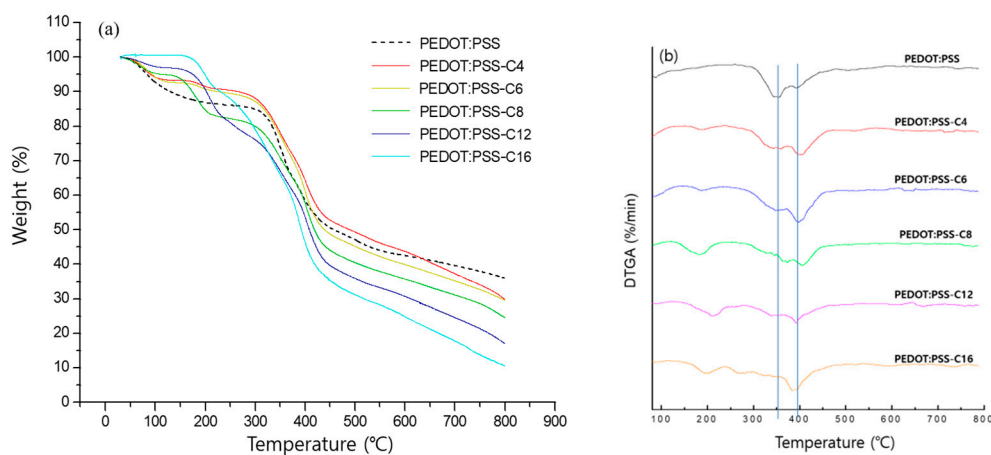 (a)
110
100
90
80
70
60
50
40
30
20
10
0
Weight (%)
0 100 200 300 400 500 600 700 800 900
Temperature (℃)
PEDOT:PSS
PEDOT:PSS-C4
PEDOT:PSS-C6
PEDOT:PSS-C8
PEDOT:PSS-C12
PEDOT:PSS-C16
(b)
PEDOT:PSS
PEDOT:PSS-C4
PEDOT:PSS-C6
PEDOT:PSS-C8
PEDOT:PSS-C12
PEDOT:PSS-C16
DTGA (%/min)
100 200 300 400 500 600 700 800
Temperature (℃)